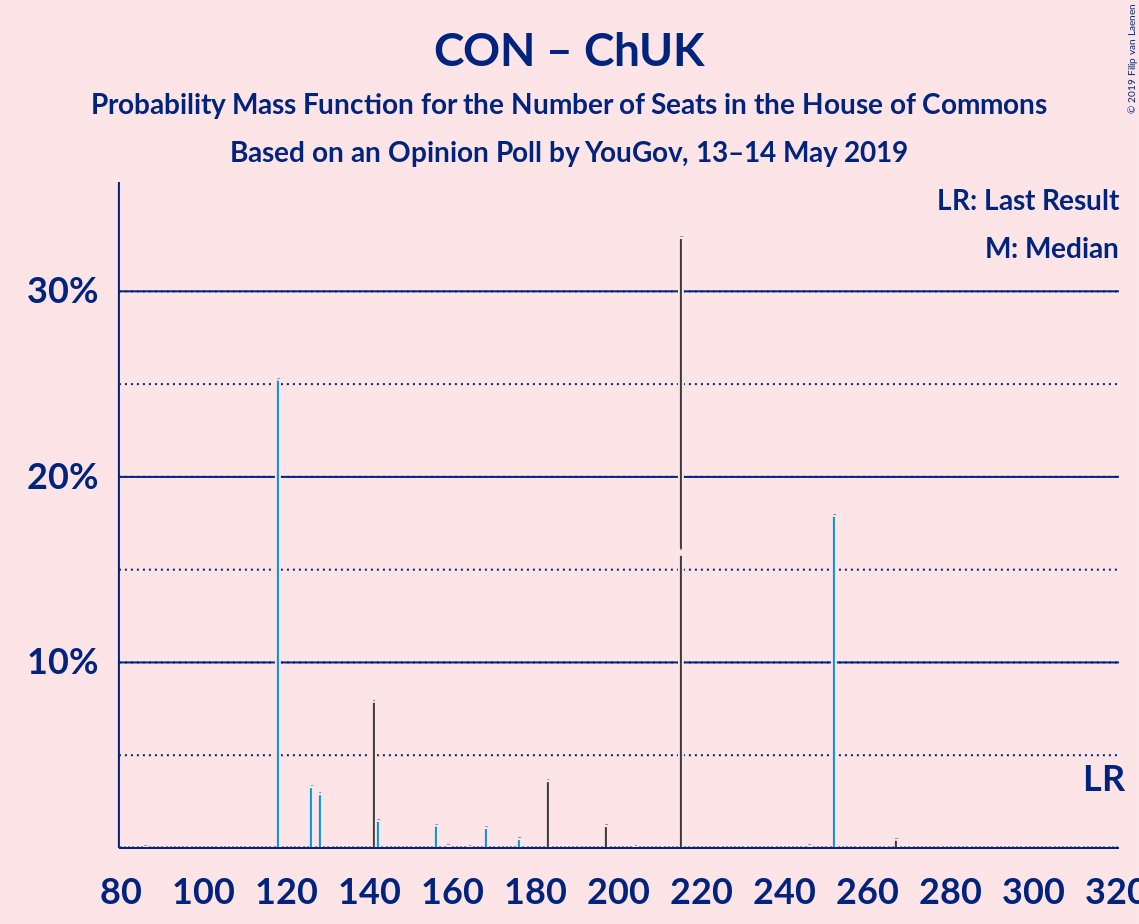 CON – ChUK
Probability Mass Function for the Number of Seats in the House of Commons
Based on an Opinion Poll by YouGov, 13–14 May 2019
© 2019 Filip van Laenen
LR: Last Result
M: Median
30%
20%
10%
LR
80 100 120 140 160 180 200 220 240 260 280 300 320